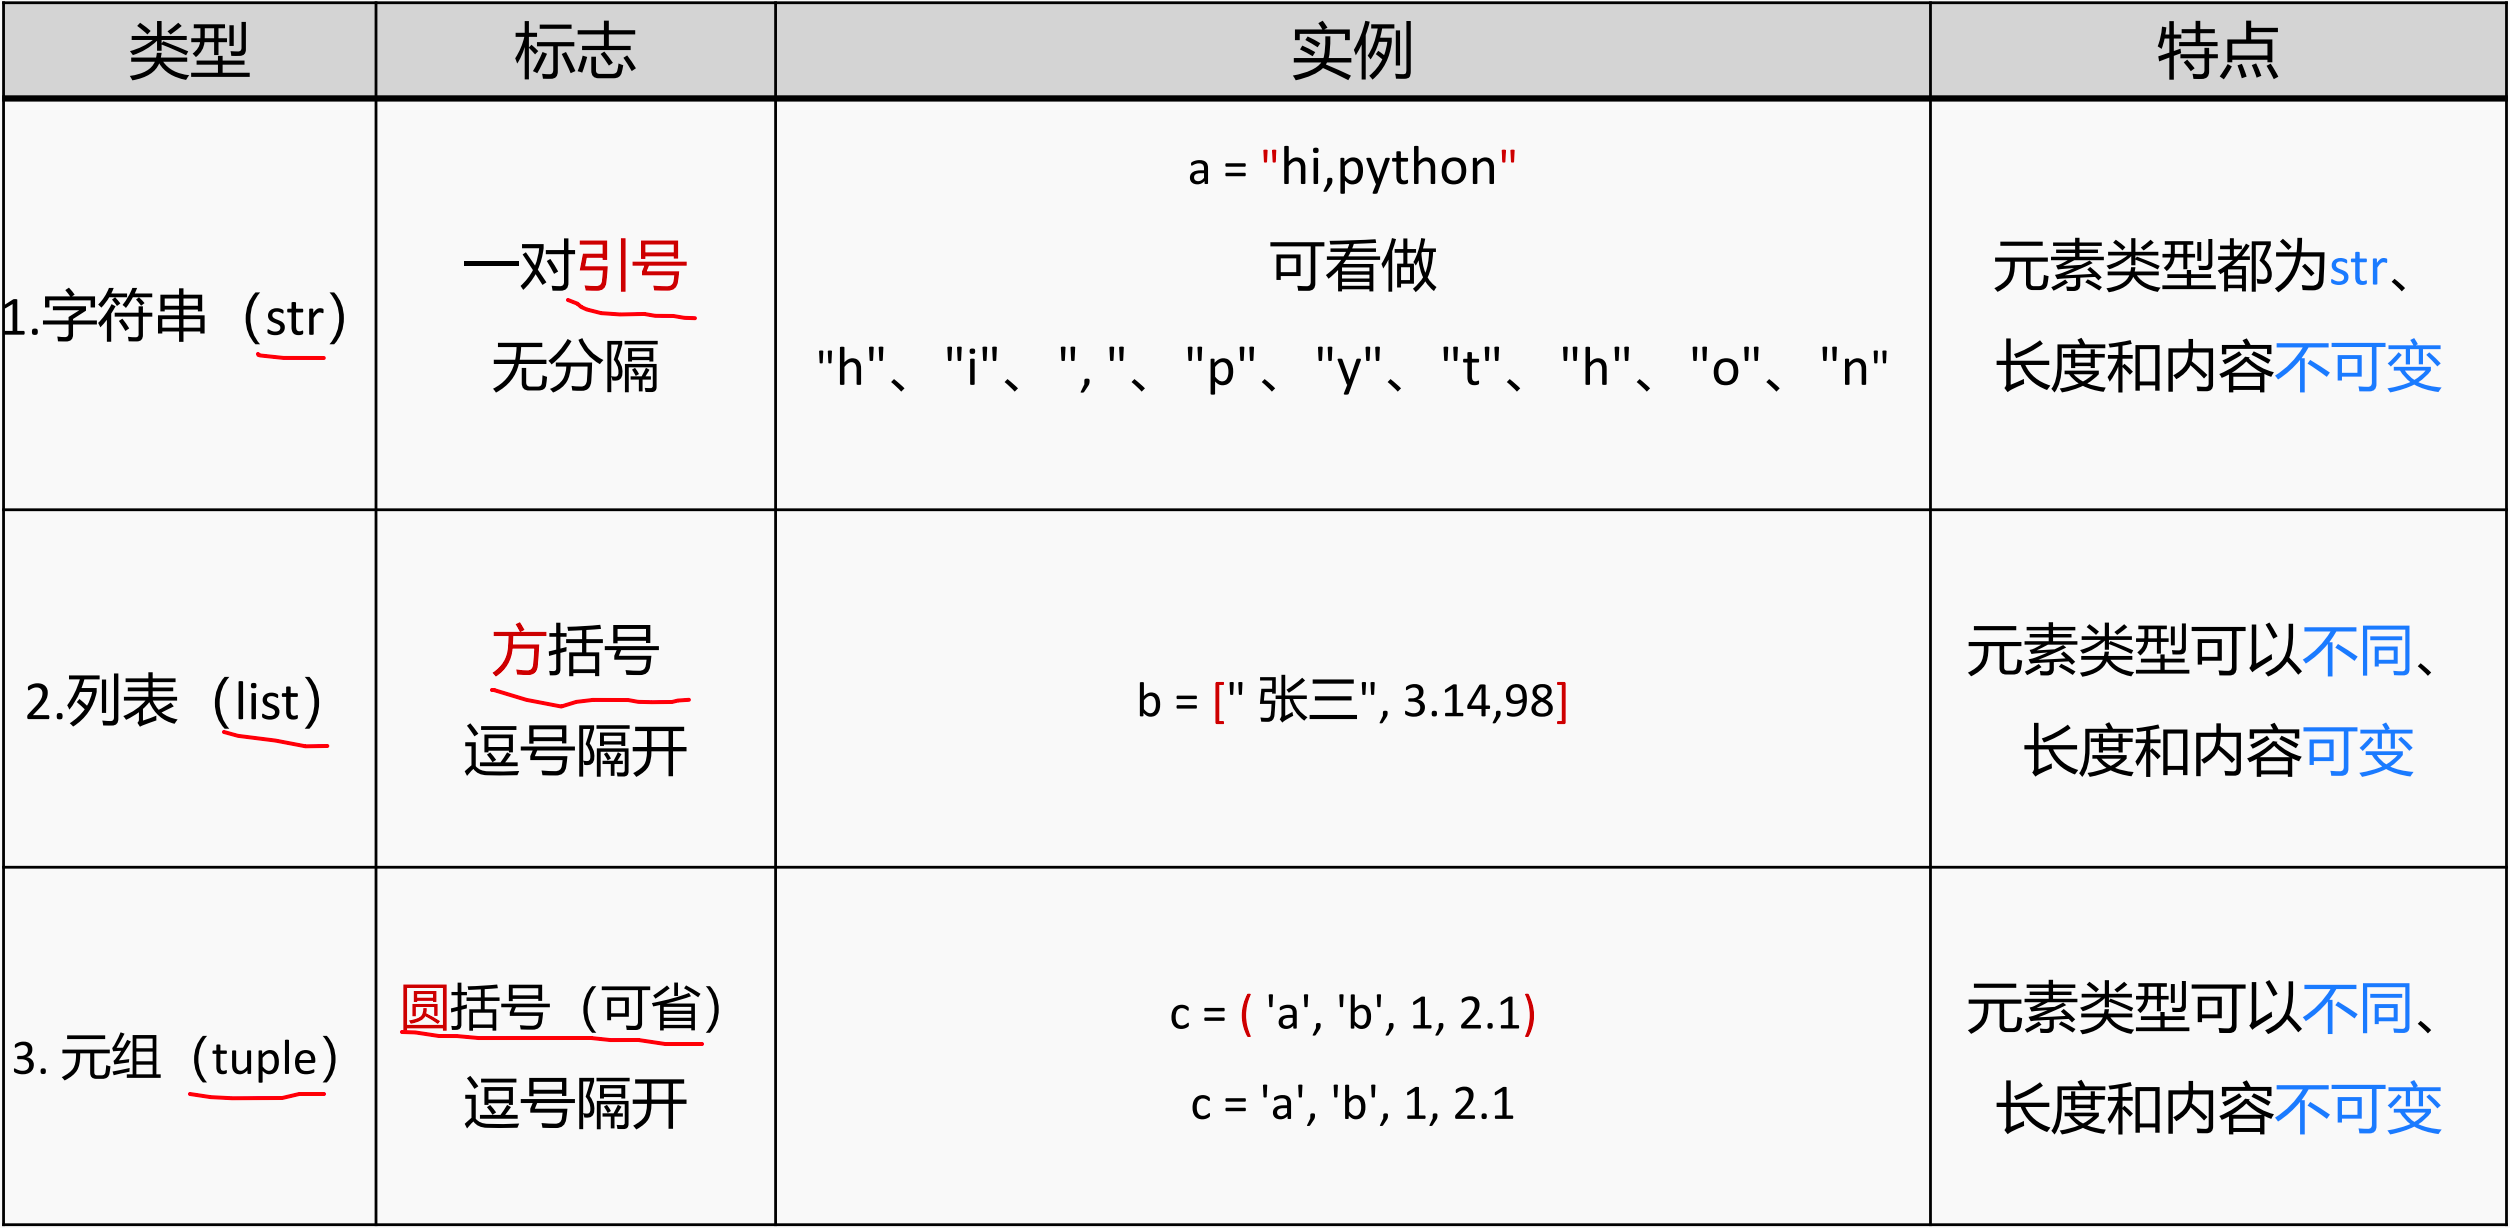 类型 标志 实例 特点
1.字符串（str）
一对引号
无分隔
a = "hi,python"
可看做
"h"、 "i"、 ", "、 "p"、 "y"、 "t"、 "h"、 "o"、 "n"
元素类型都为str、
长度和内容不可变
2.列表（list）
方括号
逗号隔开
b = [" 张三", 3.14,98]
元素类型可以不同、
长度和内容可变
3. 元组（tuple）
圆括号（可省）
逗号隔开
c = ( 'a', 'b', 1, 2.1)
c = 'a', 'b', 1, 2.1
元素类型可以不同、
长度和内容不可变